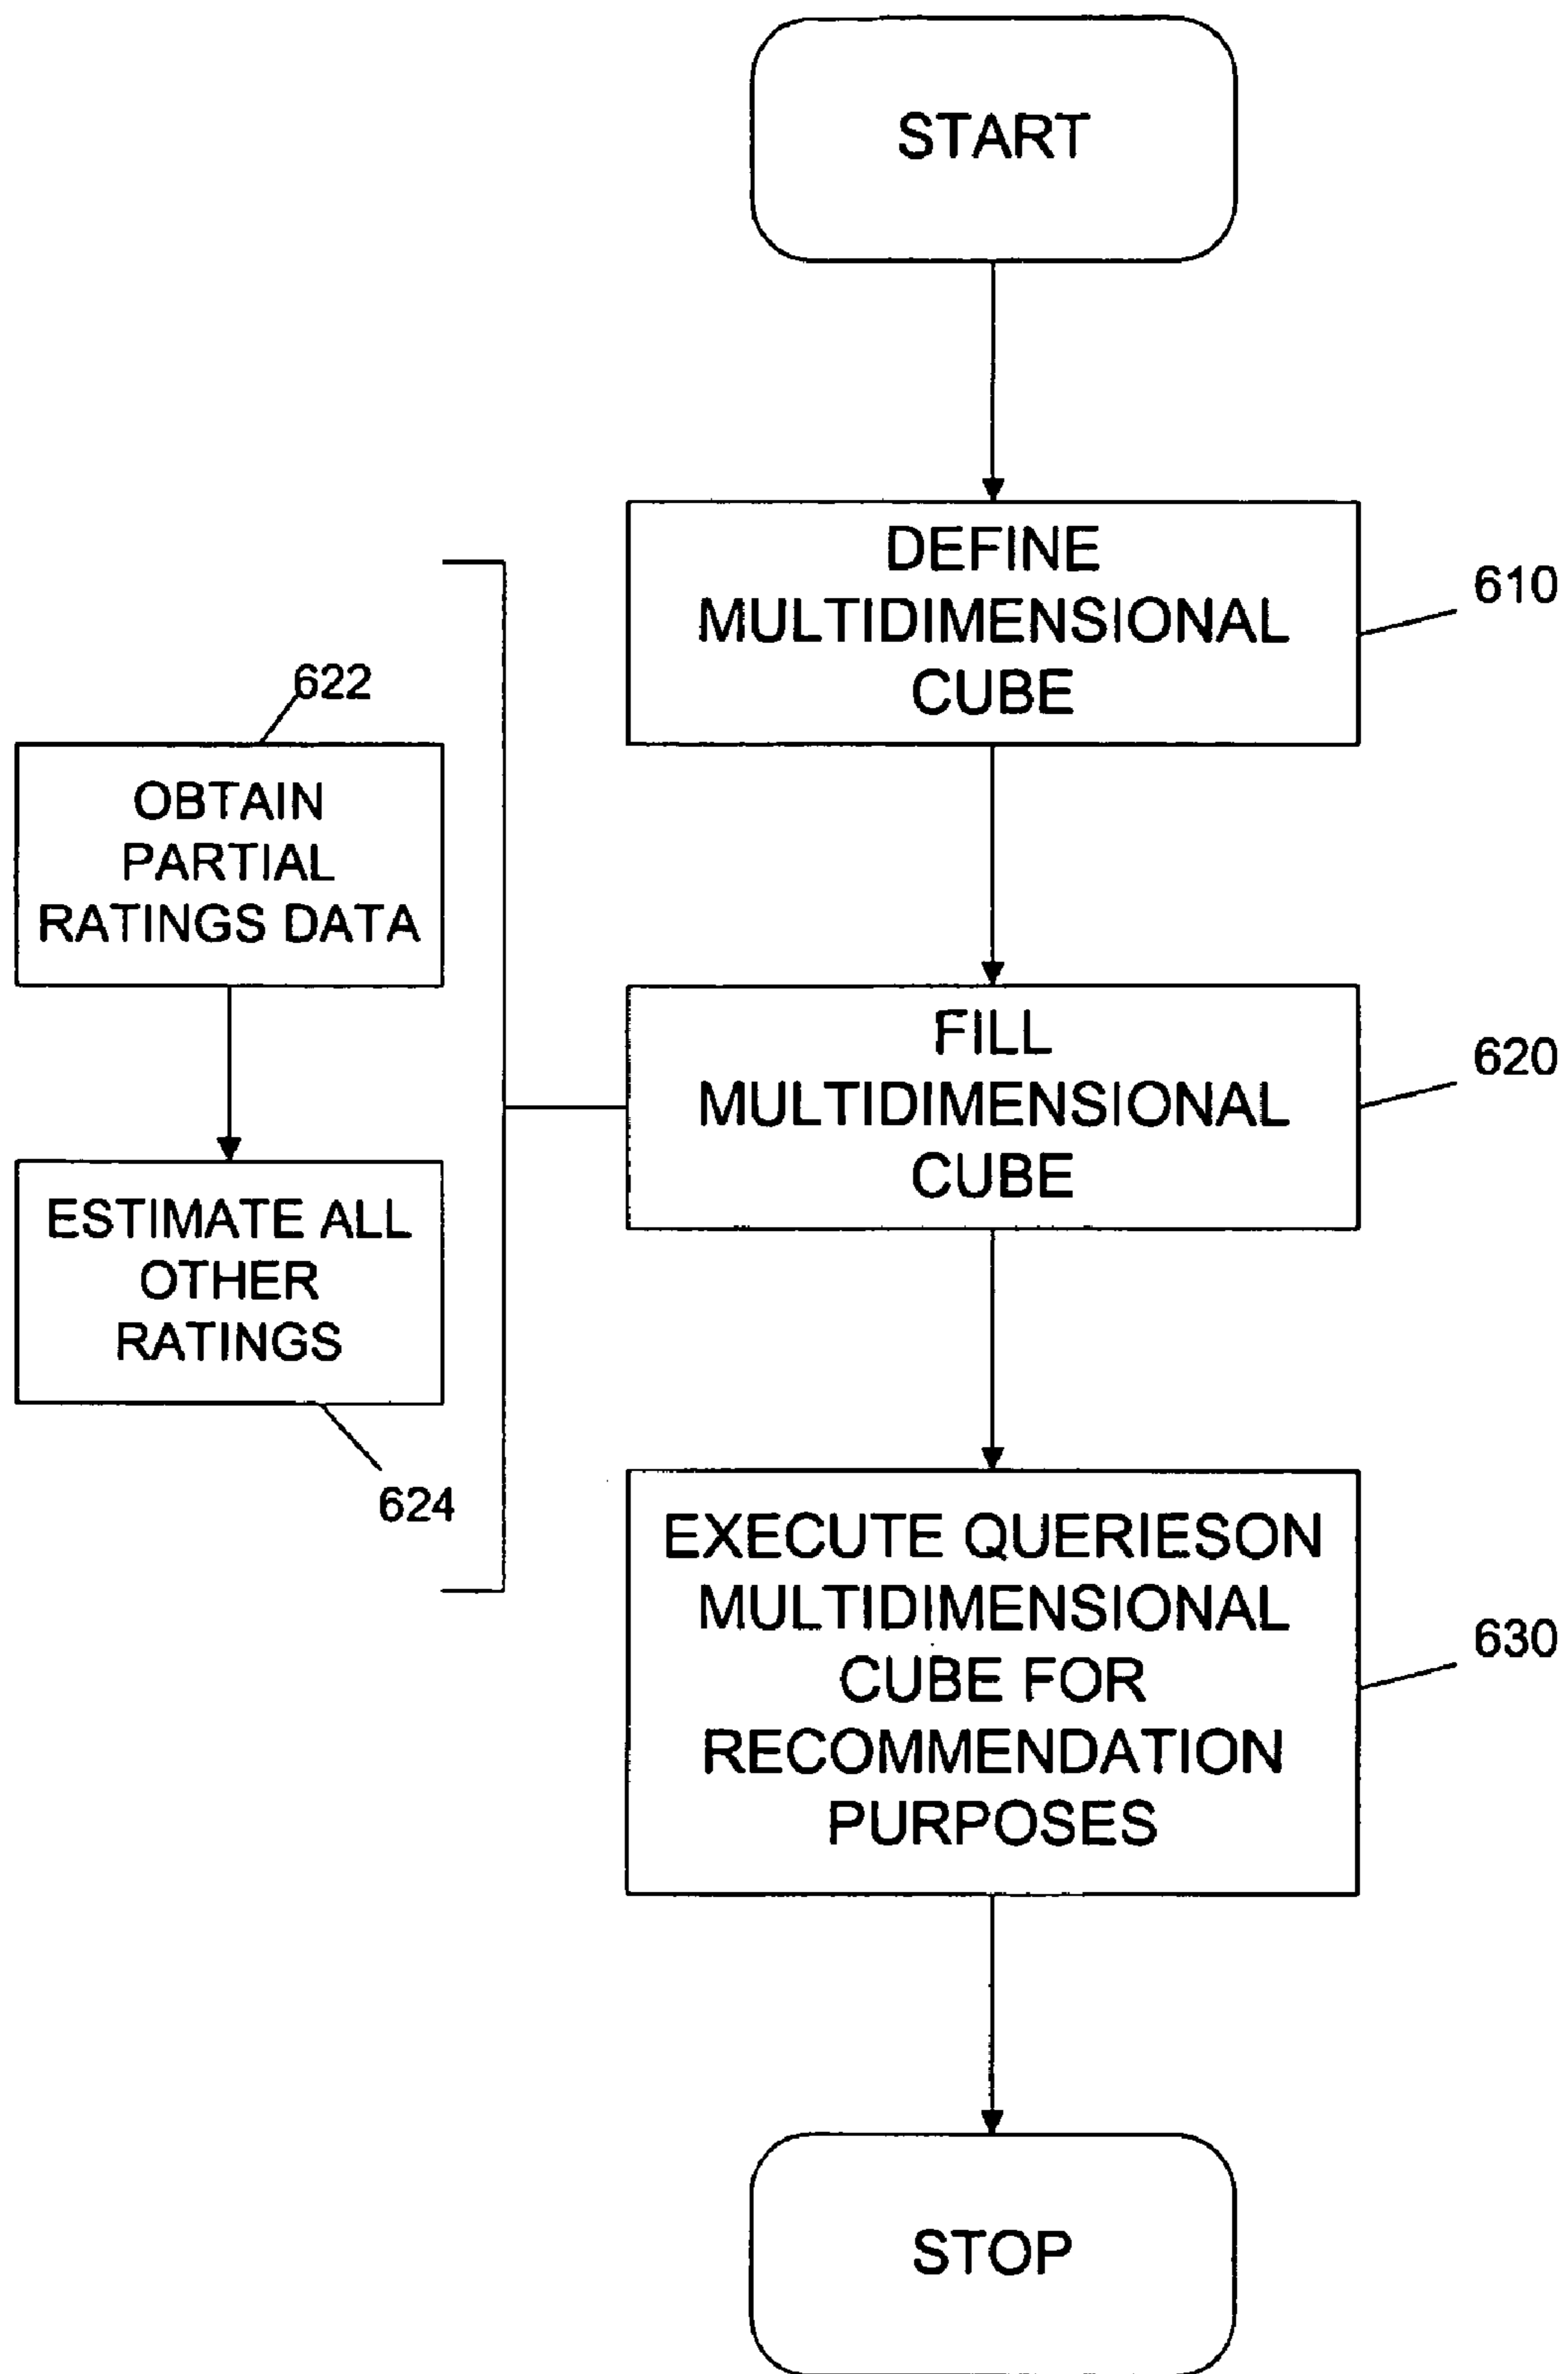 START
DEFINE
MULTIDIMENSIONAL
CUBE
610
622
OBTAIN
PARTIAL
RATINGS DATA
FILL
MULTIDIMENSIONAL
CUBE
620
ESTIMATE ALL
OTHER
RATINGS
624
EXECUTE QUERIESON
MULTIDIMENSIONAL
CUBE FOR
RECOMMENDATION
PURPOSES
630
STOP